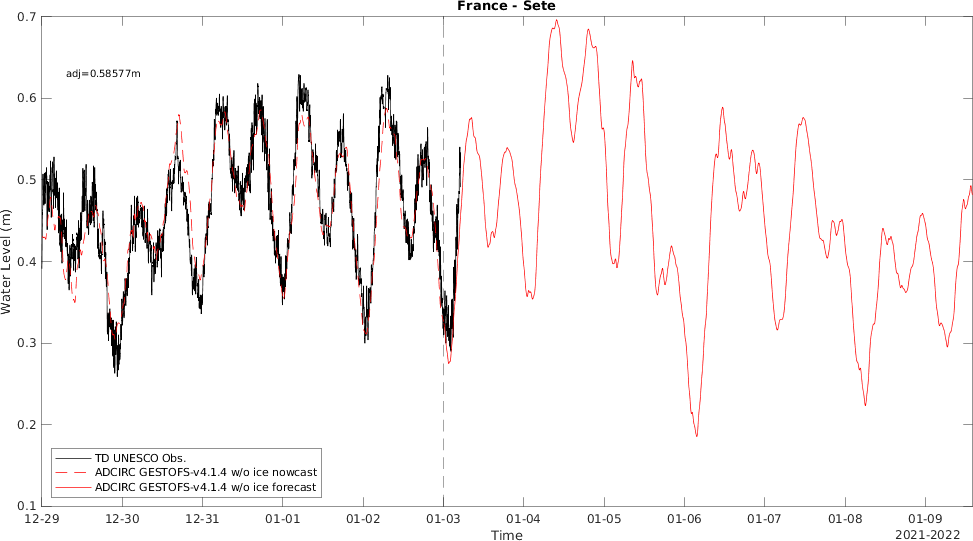 France - Sete
adj=0.58577m
0.7
0.6
0.5
0.4
0.3
0.2
0.1
Water Level (m)
TD UNESCO Obs.
ADCIRC GESTOFS-v4.1.4 w/o ice nowcast
ADCIRC GESTOFS-v4.1.4 w/o ice forecast
12-29 12-30 12-31 01-01 01-02 01-03 01-04 01-05 01-06 01-07 01-08 01-09
Time
2021-2022